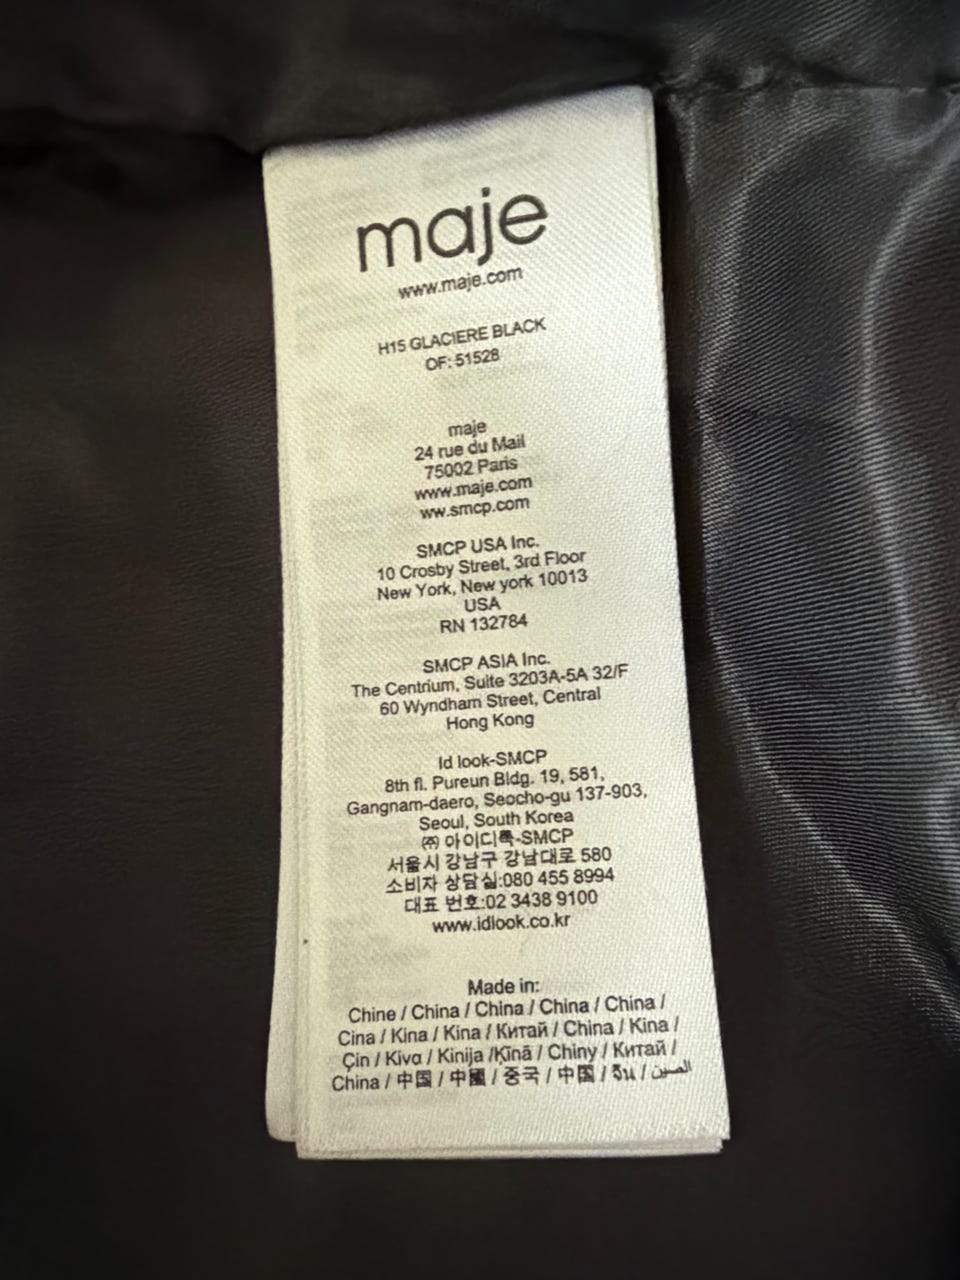 maje
www.maje.com
H15 GLACIERE BLACK
OF: 51528
maje
24 rue du Mail
75002 Paris
www.maje.com
ww.smcp.com
SMCP USA Inc.
10 Crosby Street, 3rd Floor
New York, New york 10013
USA
RN 132784
SMCP ASIA Inc.
The Centrium, Suite 3203A-5A 32/F
60 Wyndham Street, Central
Hong Kong
Id look-SMCP
8th fl. Pureun Bldg. 19, 581,
Gangnam-daero, Seocho-gu 137-903,
Seoul, South Korea
㈜ 아이디룩-SMCP
서울시 강남구 강남대로 580
소비자 상담실:080 455 8994
대표 번호:02 3438 9100
www.idlook.co.kr
Made in:
Chine / China / China / China / China /
Cina / Kina / Kina / Китай / China / Kina /
Çin / Κίνα / Kinija /Ķīnā / Chiny / Китай /
China / 中国 / 中國 / 중국 / 中国 / จีน / الصين